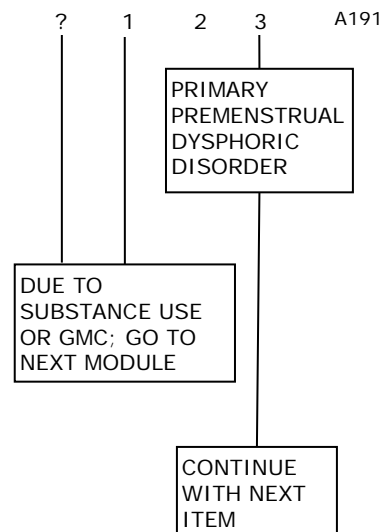 ? 1 2 3 A191
PRIMARY
PREMENSTRUAL
DYSPHORIC
DISORDER
DUE TO
SUBSTANCE USE
OR GMC; GO TO
NEXT MODULE
CONTINUE
WITH NEXT
ITEM